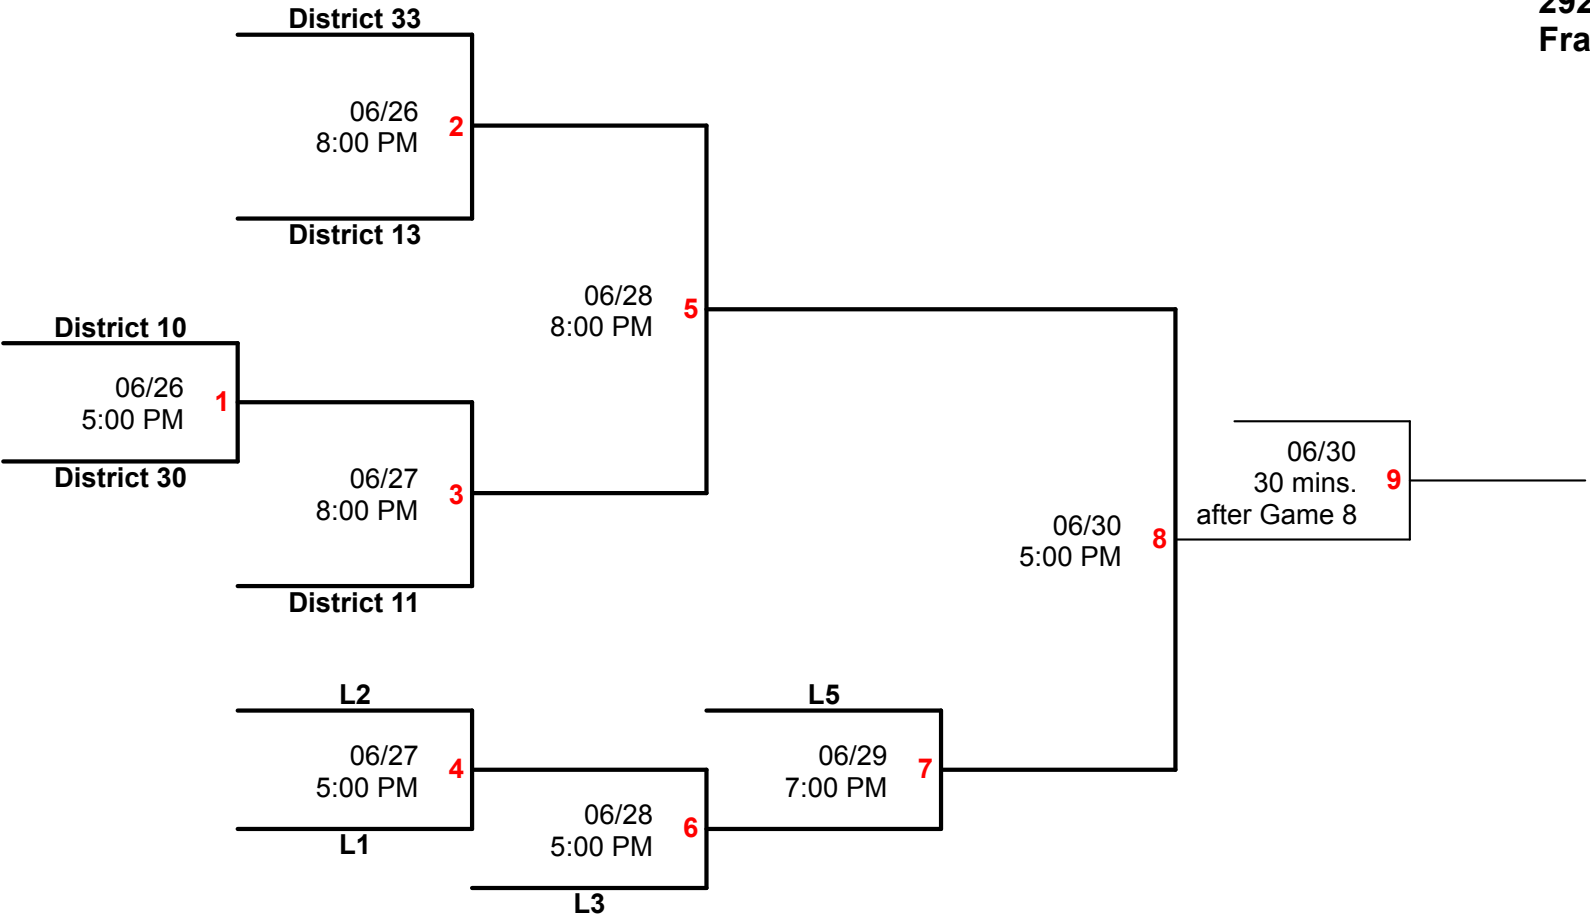 292
Fra
District 33
06/26
8:00 PM
2
District 13
06/28
8:00 PM
5
District 10
06/26
5:00 PM
1
District 30
06/27
8:00 PM
3
District 11
06/30
5:00 PM
8
06/30
30 mins.
after Game 8
9
L2
06/27
5:00 PM
4
L1
L5
06/29
7:00 PM
7
06/28
5:00 PM
6
L3